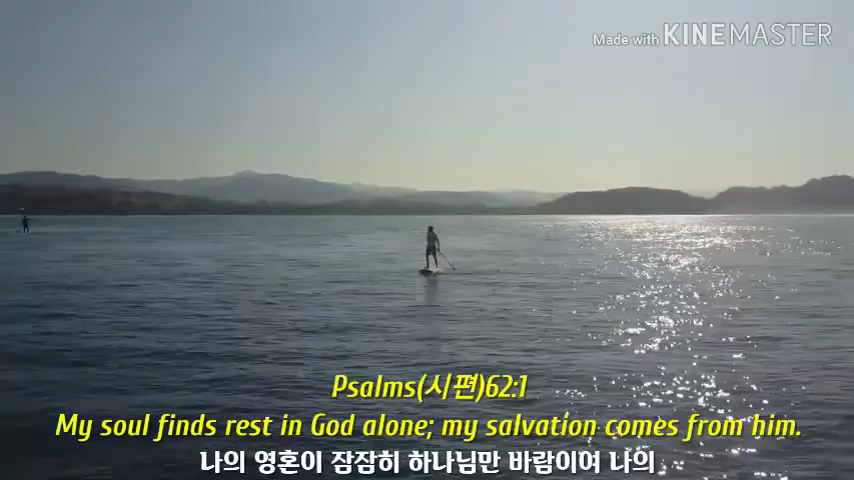 Made with KINEMASTER
Psalms(시편)62:1
My soul finds rest in God alone; my salvation comes from him.
나의 영혼이 잠잠히 하나님만 바람이여 나의